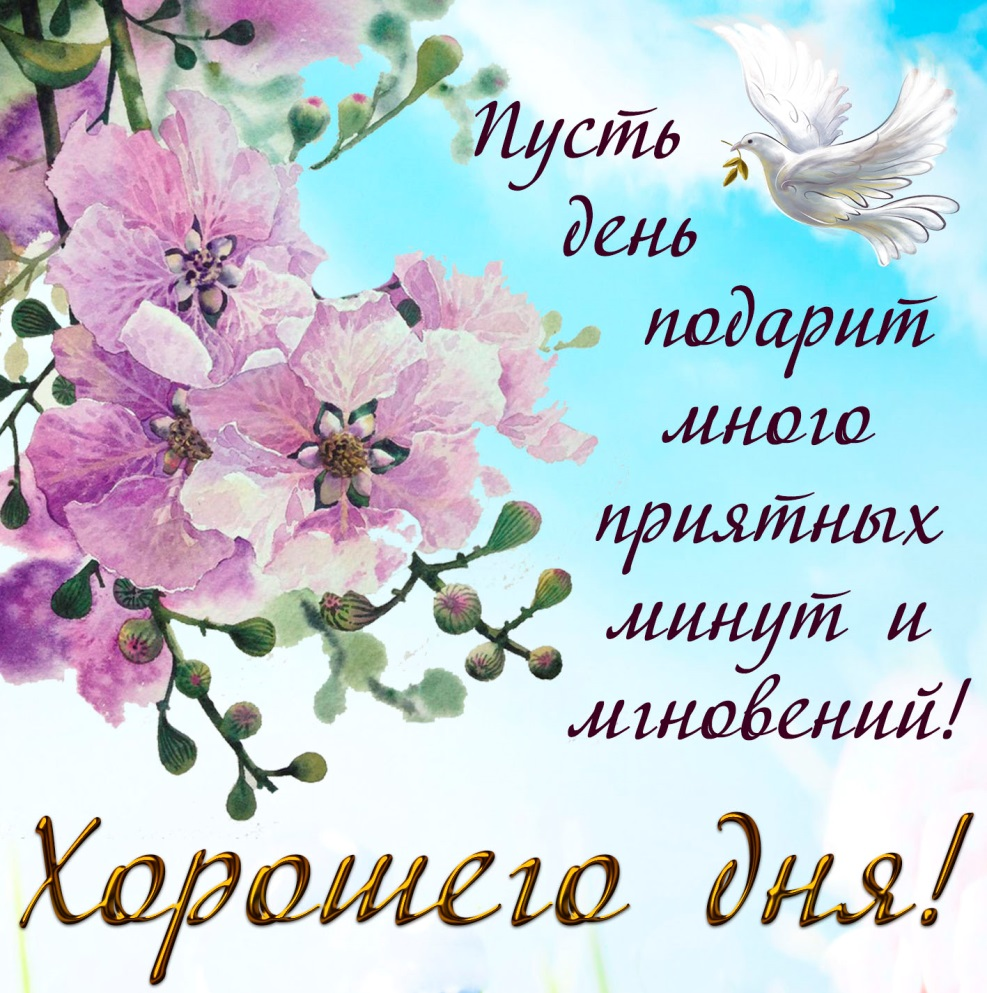 Пусть
день
подарит
много
приятных
минут и
мгновений!
Хорошего дня!